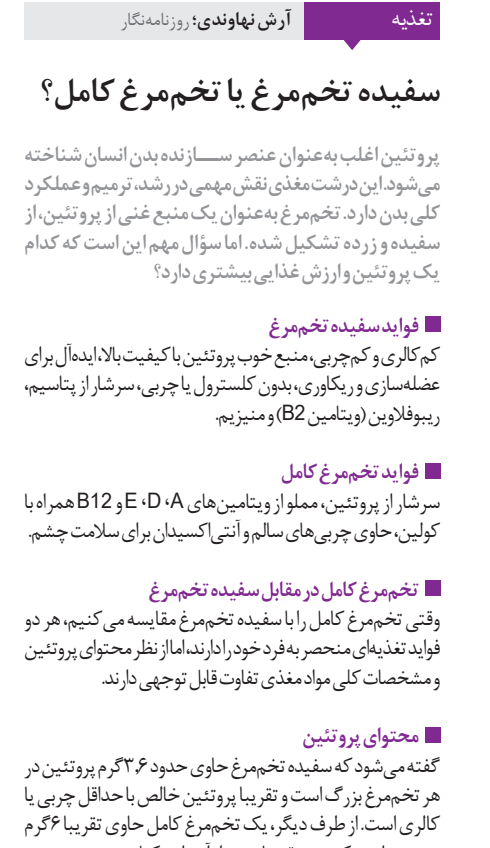 تغذیه
آرش نهاوندی؛ روزنامه‌نگار
سفیده تخم‌مرغ یا تخم‌مرغ کامل؟
پروتئین اغلب به‌عنوان عنصر ســـازنده بدن انسان شناخته
می‌شود. این درشت مغذی نقش مهمی در رشد، ترمیم و عملکرد
کلی بدن دارد. تخم‌مرغ به‌عنوان یک منبع غنی از پروتئین، از
سفیده و زرده تشکیل شده. اما سؤال مهم این است که کدام
یک پروتئین و ارزش غذایی بیشتری دارد؟
فواید سفیده تخم‌مرغ
کم کالری و کم‌چربی، منبع خوب پروتئین با کیفیت بالا، ایده‌آل برای
عضله‌سازی و ریکاوری، بدون کلسترول یا چربی، سرشار از پتاسیم،
ریبوفلاوین (ویتامین B2) و منیزیم.
فواید تخم‌مرغ کامل
سرشار از پروتئین، مملو از ویتامین‌های A، D، E و B12 همراه با
کولین، حاوی چربی‌های سالم و آنتی‌اکسیدان برای سلامت چشم.
تخم‌مرغ کامل در مقابل سفیده تخم‌مرغ
وقتی تخم‌مرغ کامل را با سفیده تخم‌مرغ مقایسه می‌کنیم، هر دو
فواید تغذیه‌ای منحصر به فرد خود را دارند، اما از نظر محتوای پروتئین
و مشخصات کلی مواد مغذی تفاوت قابل توجهی دارند.
محتوای پروتئین
گفته می‌شود که سفیده تخم‌مرغ حاوی حدود ۳٫۶گرم پروتئین در
هر تخم‌مرغ بزرگ است و تقریبا پروتئین خالص با حداقل چربی یا
کالری است. از طرف دیگر، یک تخم‌مرغ کامل حاوی تقریبا ۶گرم